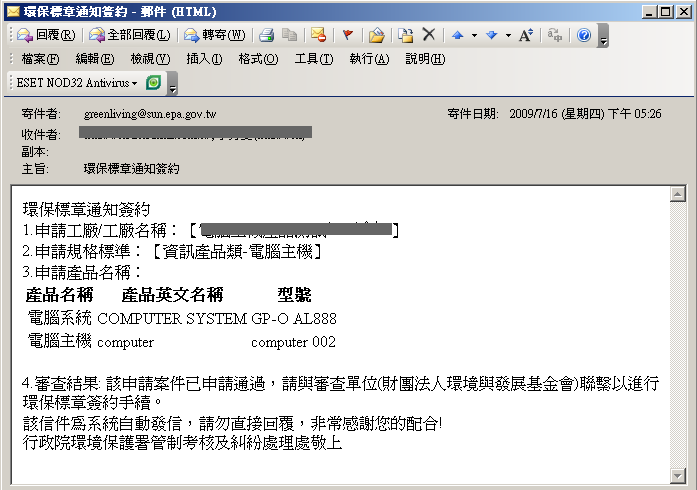 環保標章通知簽約 - 郵件 (HTML)
回覆(R) 全部回覆(L) 轉寄(W)
檔案(F) 編輯(E) 檢視(V) 插入(I) 格式(O) 工具(T) 執行(A) 說明(H)
ESET NOD32 Antivirus
寄件者: greenliving@sun.epa.gov.tw 寄件日期: 2009/7/16 (星期四) 下午 05:26
收件者:
副本:
主旨: 環保標章通知簽約
環保標章通知簽約
1.申請工廠/工廠名稱：【 】
2.申請規格標準：【資訊產品類-電腦主機】
3.申請產品名稱：
產品名稱 產品英文名稱 型號
電腦系統 COMPUTER SYSTEM GP-O AL888
電腦主機 computer computer 002
4.審查結果: 該申請案件已申請通過，請與審查單位(財團法人環境與發展基金會)聯繫以進行
環保標章簽約手續。
該信件為系統自動發信，請勿直接回覆，非常感謝您的配合!
行政院環境保護署管制考核及糾紛處理處敬上